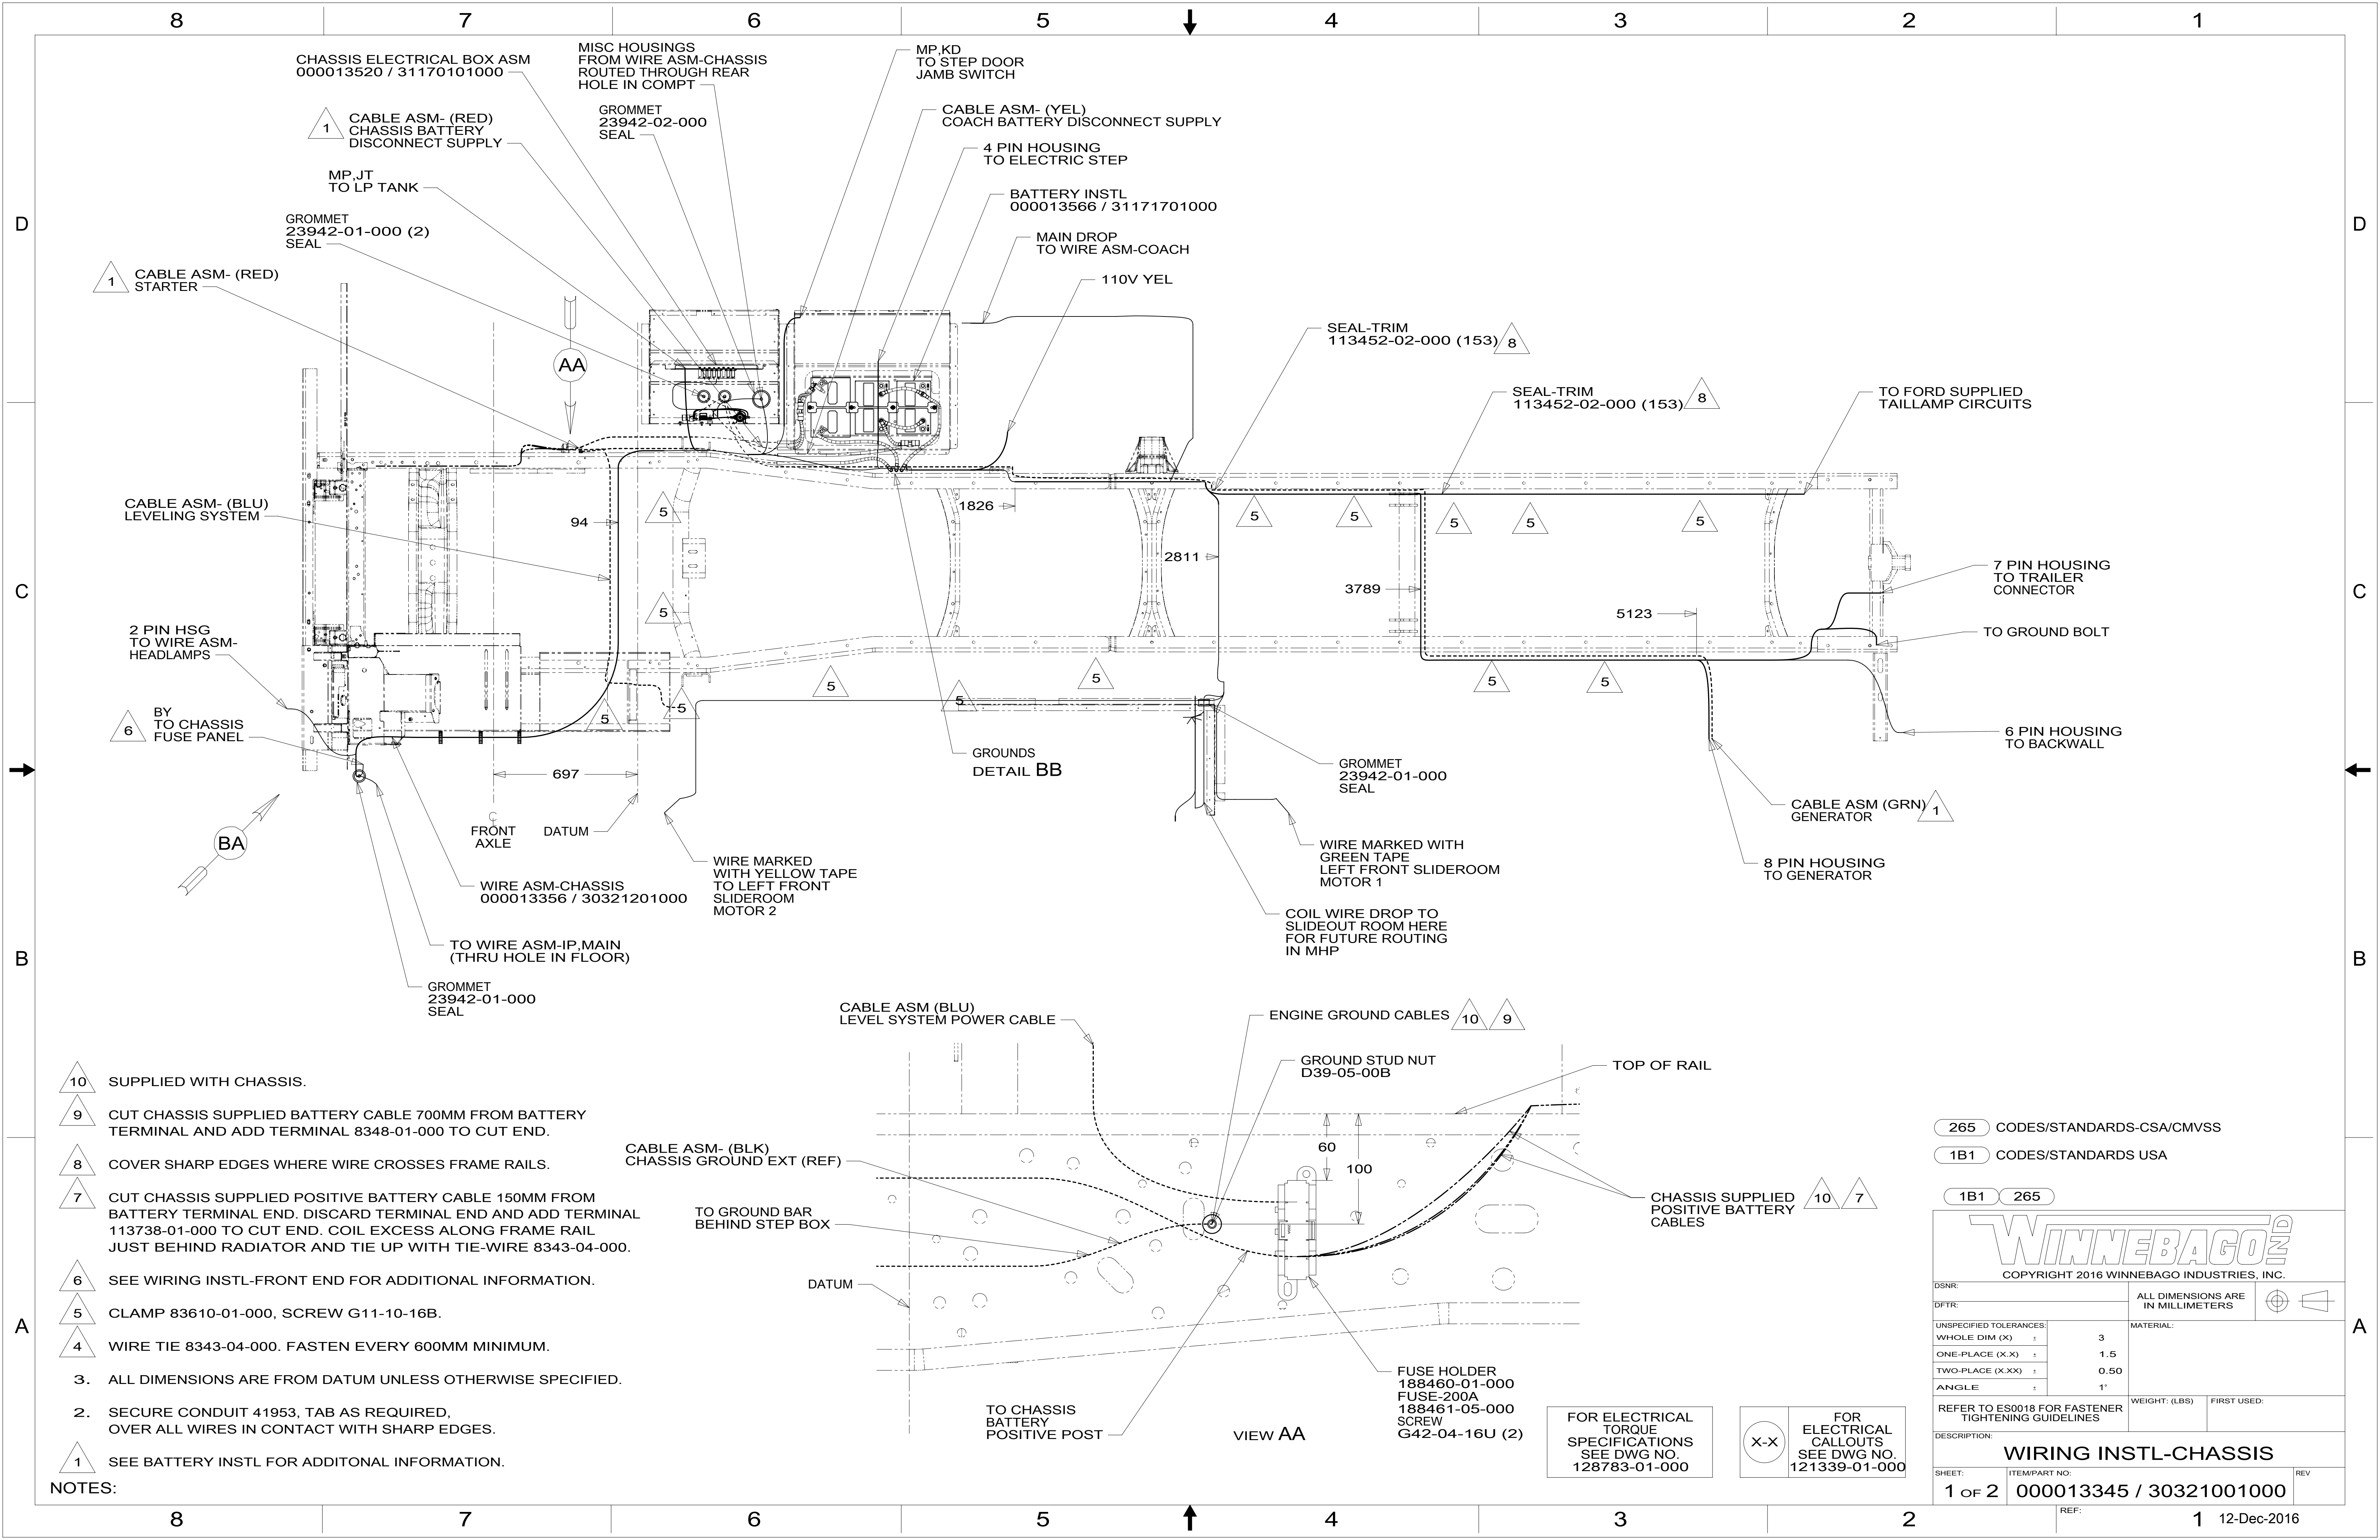 8 7 6 5 4 3 2 1
D
C
B
A
D
C
B
A
CHASSIS ELECTRICAL BOX ASM
000013520 / 31170101000
MISC HOUSINGS
FROM WIRE ASM-CHASSIS
ROUTED THROUGH REAR
HOLE IN COMPT
MP,KD
TO STEP DOOR
JAMB SWITCH
1
CABLE ASM- (RED)
CHASSIS BATTERY
DISCONNECT SUPPLY
GROMMET
23942-02-000
SEAL
CABLE ASM- (YEL)
COACH BATTERY DISCONNECT SUPPLY
4 PIN HOUSING
TO ELECTRIC STEP
MP,JT
TO LP TANK
BATTERY INSTL
000013566 / 31171701000
GROMMET
23942-01-000 (2)
SEAL
MAIN DROP
TO WIRE ASM-COACH
1
CABLE ASM- (RED)
STARTER
110V YEL
AA
SEAL-TRIM
113452-02-000 (153)
8
SEAL-TRIM
113452-02-000 (153)
8
TO FORD SUPPLIED
TAILLAMP CIRCUITS
CABLE ASM- (BLU)
LEVELING SYSTEM
94
5
1826
5
5
5
5
5
2811
3789
5
5123
7 PIN HOUSING
TO TRAILER
CONNECTOR
2 PIN HSG
TO WIRE ASM-
HEADLAMPS
TO GROUND BOLT
6
BY
TO CHASSIS
FUSE PANEL
5
5
5
5
5
5
5
6 PIN HOUSING
TO BACKWALL
697
GROUNDS
DETAIL BB
GROMMET
23942-01-000
SEAL
CABLE ASM (GRN)
GENERATOR
1
BA
FRONT
AXLE
DATUM
WIRE MARKED
WITH YELLOW TAPE
TO LEFT FRONT
SLIDEROOM
MOTOR 2
WIRE MARKED WITH
GREEN TAPE
LEFT FRONT SLIDEROOM
MOTOR 1
8 PIN HOUSING
TO GENERATOR
WIRE ASM-CHASSIS
000013356 / 30321201000
COIL WIRE DROP TO
SLIDEOUT ROOM HERE
FOR FUTURE ROUTING
IN MHP
TO WIRE ASM-IP,MAIN
(THRU HOLE IN FLOOR)
GROMMET
23942-01-000
SEAL
CABLE ASM (BLU)
LEVEL SYSTEM POWER CABLE
ENGINE GROUND CABLES
10
9
GROUND STUD NUT
D39-05-00B
TOP OF RAIL
60
100
CABLE ASM- (BLK)
CHASSIS GROUND EXT (REF)
TO GROUND BAR
BEHIND STEP BOX
CHASSIS SUPPLIED
POSITIVE BATTERY
CABLES
10
7
DATUM
TO CHASSIS
BATTERY
POSITIVE POST
VIEW AA
FUSE HOLDER
188460-01-000
FUSE-200A
188461-05-000
SCREW
G42-04-16U (2)
10 SUPPLIED WITH CHASSIS.
9 CUT CHASSIS SUPPLIED BATTERY CABLE 700MM FROM BATTERY
TERMINAL AND ADD TERMINAL 8348-01-000 TO CUT END.
8 COVER SHARP EDGES WHERE WIRE CROSSES FRAME RAILS.
7 CUT CHASSIS SUPPLIED POSITIVE BATTERY CABLE 150MM FROM
BATTERY TERMINAL END. DISCARD TERMINAL END AND ADD TERMINAL
113738-01-000 TO CUT END. COIL EXCESS ALONG FRAME RAIL
JUST BEHIND RADIATOR AND TIE UP WITH TIE-WIRE 8343-04-000.
6 SEE WIRING INSTL-FRONT END FOR ADDITIONAL INFORMATION.
5 CLAMP 83610-01-000, SCREW G11-10-16B.
4 WIRE TIE 8343-04-000. FASTEN EVERY 600MM MINIMUM.
3. ALL DIMENSIONS ARE FROM DATUM UNLESS OTHERWISE SPECIFIED.
2. SECURE CONDUIT 41953, TAB AS REQUIRED,
OVER ALL WIRES IN CONTACT WITH SHARP EDGES.
1 SEE BATTERY INSTL FOR ADDITONAL INFORMATION.
NOTES:
FOR ELECTRICAL
TORQUE
SPECIFICATIONS
SEE DWG NO.
128783-01-000
X-X
FOR
ELECTRICAL
CALLOUTS
SEE DWG NO.
121339-01-000
265 CODES/STANDARDS-CSA/CMVSS
1B1 CODES/STANDARDS USA
1B1 265
WINNEBAGO IND
COPYRIGHT 2016 WINNEBAGO INDUSTRIES, INC.
DSNR:
DFTR:
ALL DIMENSIONS ARE
IN MILLIMETERS
UNSPECIFIED TOLERANCES:
MATERIAL:
WHOLE DIM (X) ± 3
ONE-PLACE (X.X) ± 1.5
TWO-PLACE (X.XX) ± 0.50
ANGLE ± 1°
REFER TO ES0018 FOR FASTENER
TIGHTENING GUIDELINES
WEIGHT: (LBS)
FIRST USED:
DESCRIPTION:
WIRING INSTL-CHASSIS
SHEET:
1 OF 2
ITEM/PART NO:
000013345 / 30321001000
REV
REF:
8 7 6 5 4 3 2 1
12-Dec-2016